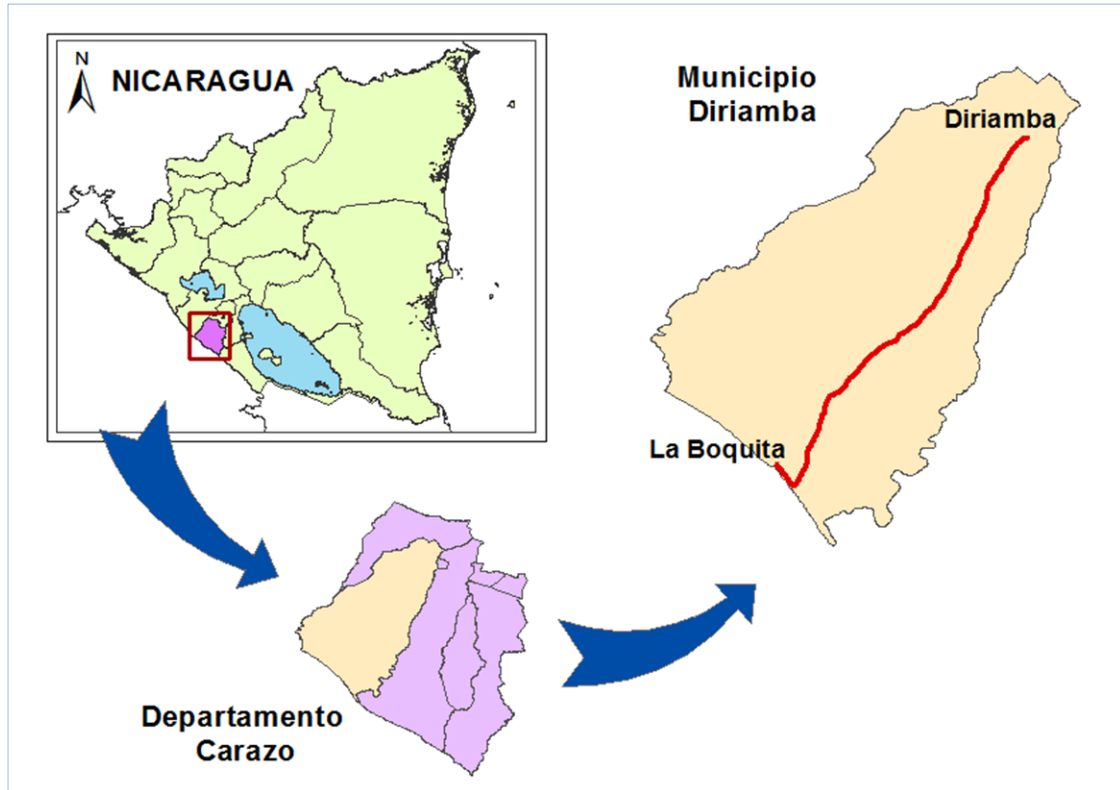 N
NICARAGUA
Municipio
Diriamba
Diriamba
La Boquita
Departamento
Carazo